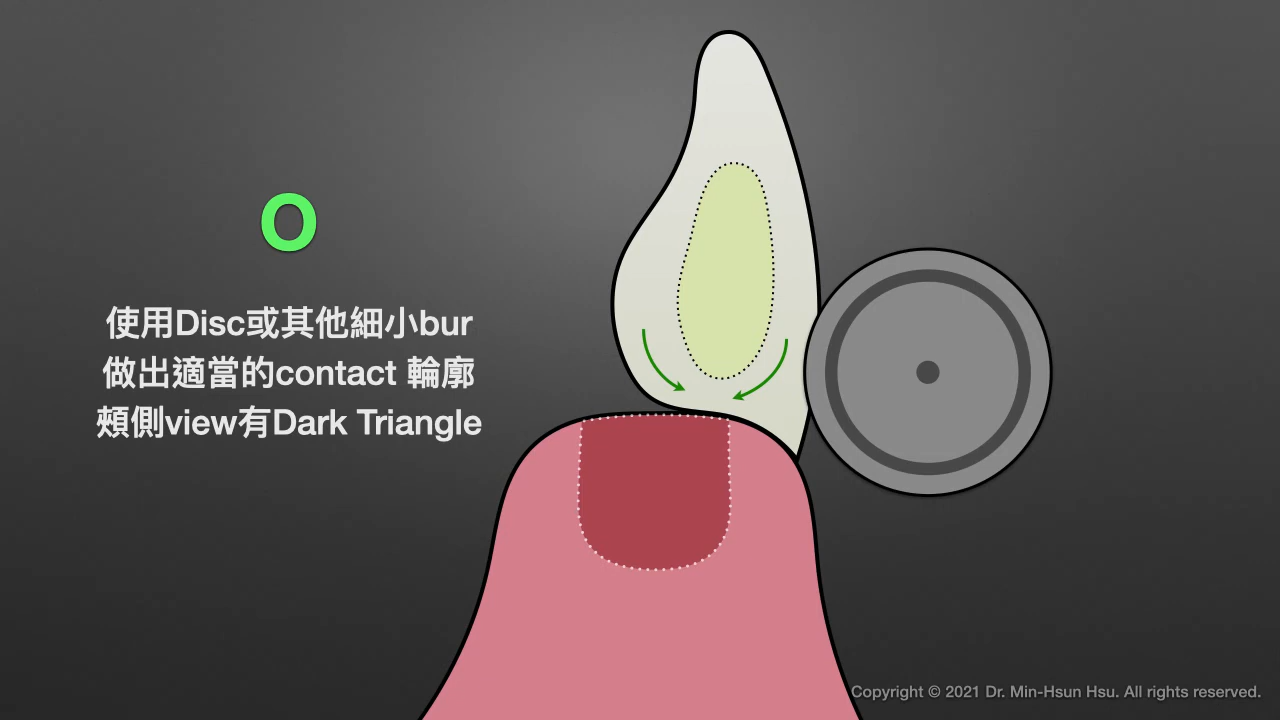 O
使用Disc或其他細小bur
做出適當的contact 輪廓
頰側view有Dark Triangle
Copyright © 2021 Dr. Min-Hsun Hsu. All rights reserved.